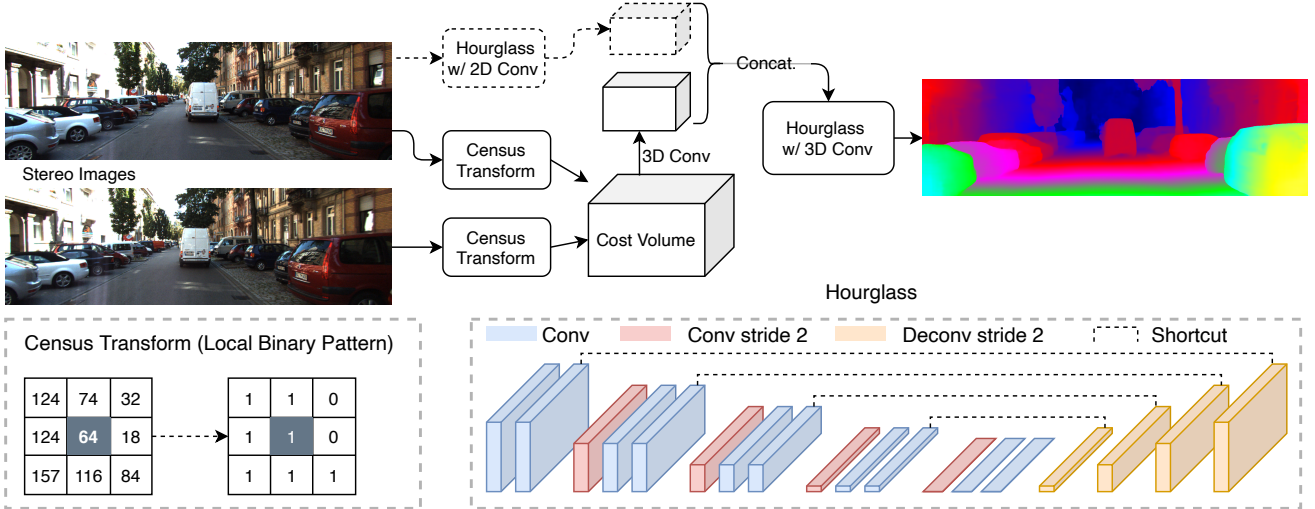 Hourglass
w/ 2D Conv
Concat.
Hourglass
w/ 3D Conv
Census
Transform
3D Conv
Stereo Images
Census
Transform
Cost Volume
Hourglass
Census Transform (Local Binary Pattern)
124 74 32
124 64 18
157 116 84
1 1 0
1 1 0
1 1 1
Conv
Conv stride 2
Deconv stride 2
Shortcut